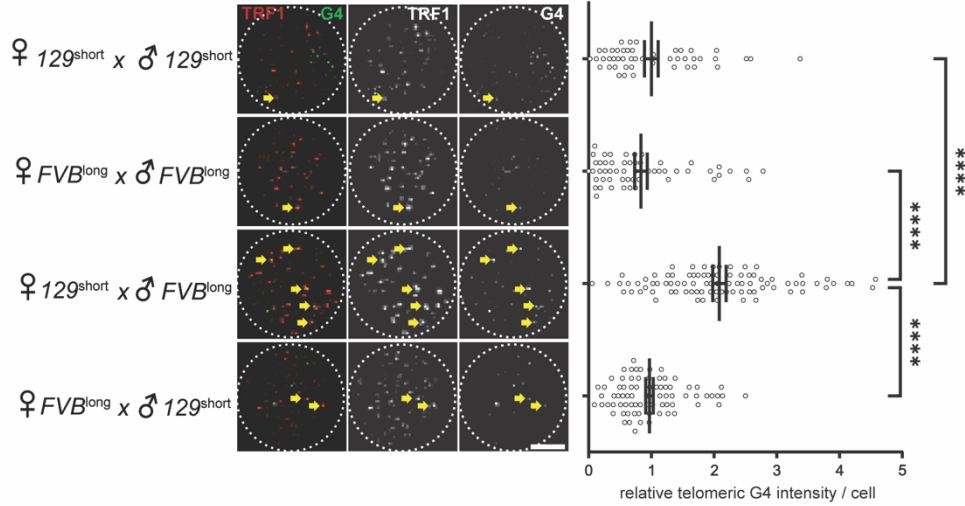 TRF1 G4 TRF1 G4
♀ 129short x ♂ 129short
♀ FVBlong x ♂ FVBlong
♀ 129short x ♂ FVBlong
♀ FVBlong x ♂ 129short
****
****
****
0 1 2 3 4 5
relative telomeric G4 intensity / cell